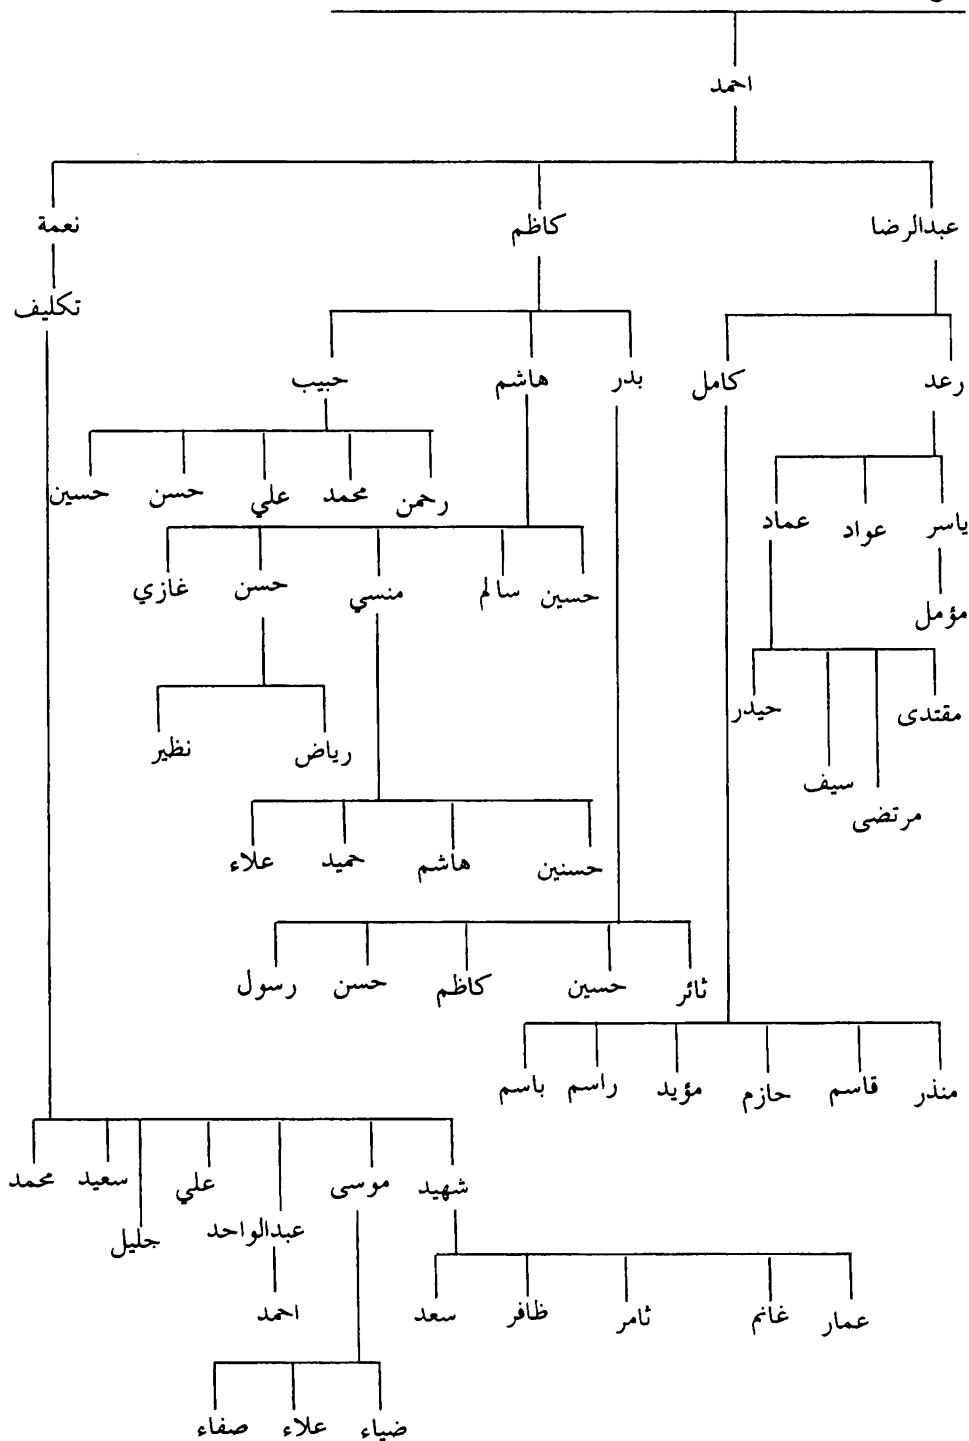 احمد
عبدالرضا كاظم نعمة
تكليف
رعد كامل بدر هاشم حبيب
رحمن محمد علي حسن حسين
ياسر عواد عماد
حسين سالم منسي حسن غازي
مؤمل
مقتدى حيدر
رياض نظير
سيف
مرتضى
حسنين هاشم حميد علاء
ثائر حسين كاظم حسن رسول
منذر قاسم حازم مؤيد راسم باسم
شهيد موسى علي سعيد محمد
عبدالواحد جليل
عمار غانم ثامر ظافر سعد احمد
ضياء علاء صفاء